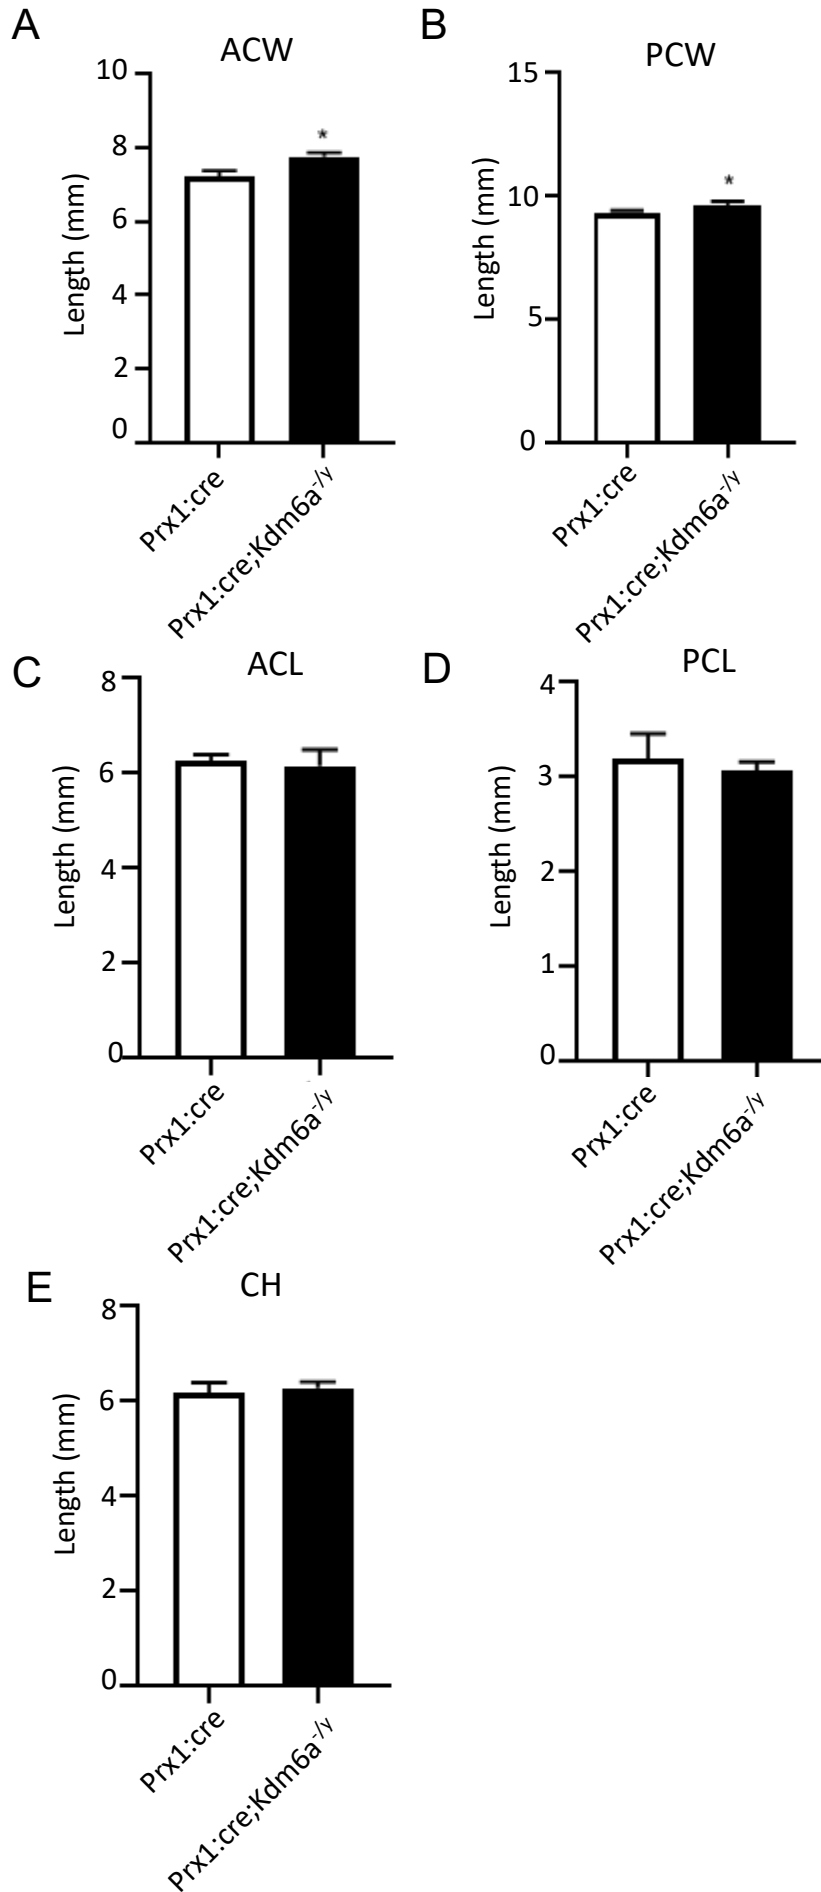 A
ACW
Length (mm)
10
8
6
4
2
0
*
Prx1:cre
Prx1:cre;Kdm6a-/y
B
PCW
Length (mm)
15
10
5
0
*
Prx1:cre
Prx1:cre;Kdm6a-/y
C
ACL
Length (mm)
8
6
4
2
0
Prx1:cre
Prx1:cre;Kdm6a-/y
D
PCL
Length (mm)
4
3
2
1
0
Prx1:cre
Prx1:cre;Kdm6a-/y
E
CH
Length (mm)
8
6
4
2
0
Prx1:cre
Prx1:cre;Kdm6a-/y